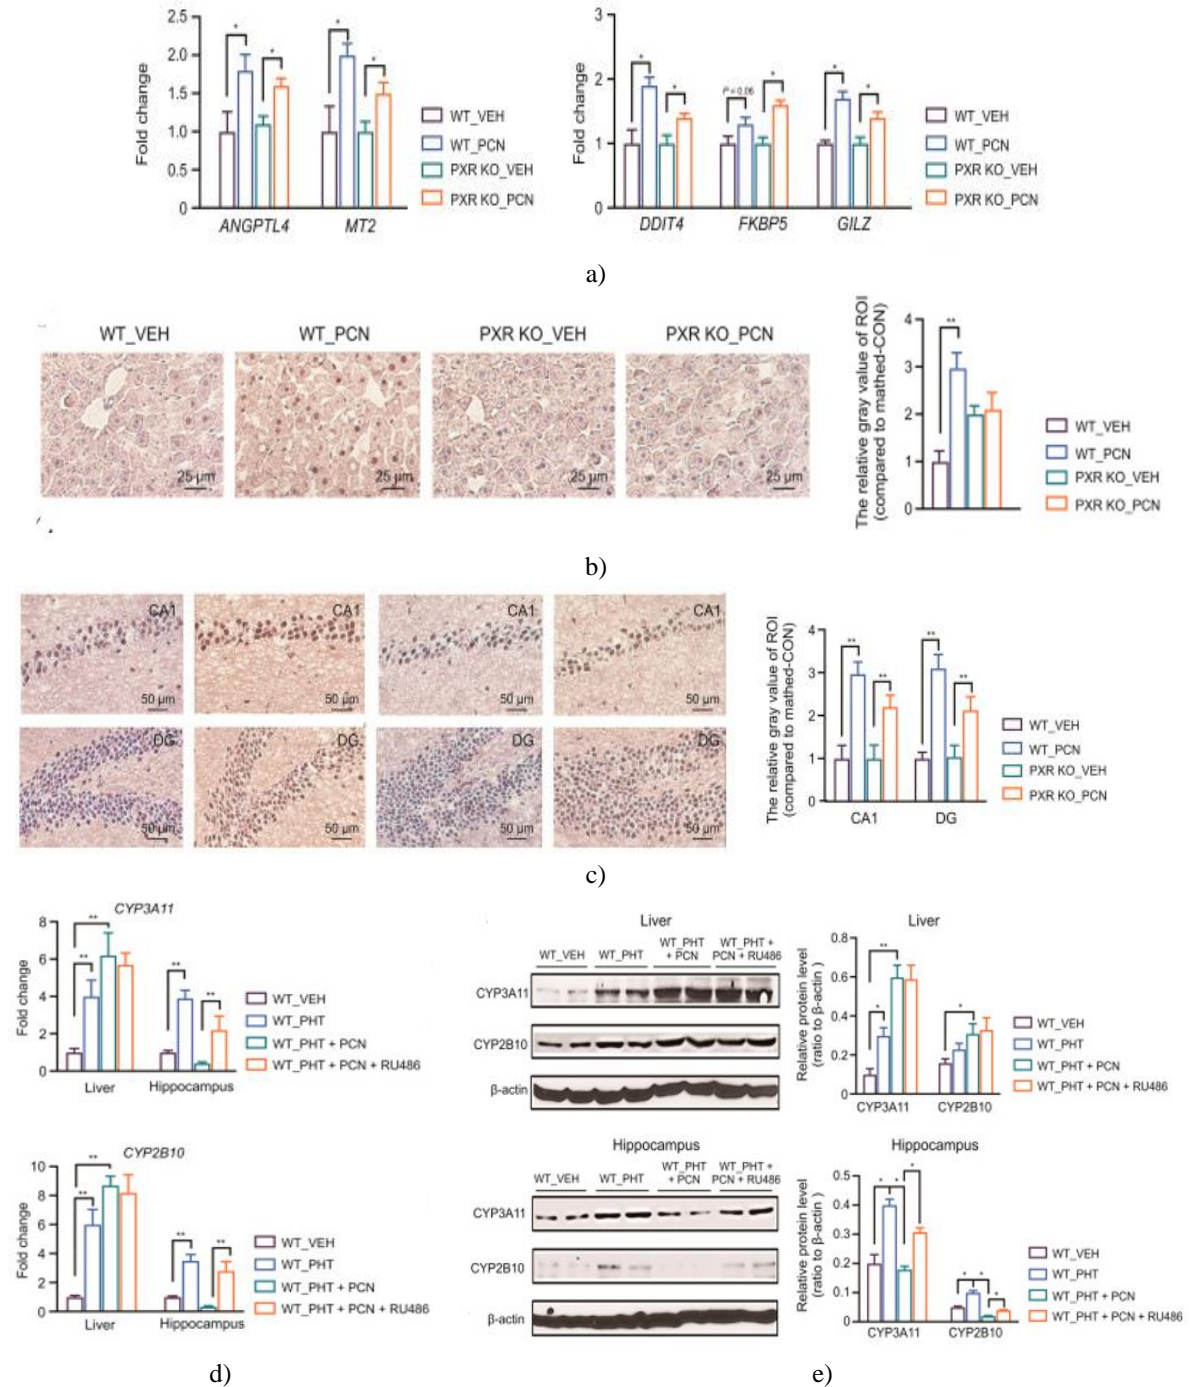 2.5
2.0
1.5
1.0
0.5
0
Fold change
*
*
*
*
ANGPTL4
MT2
WT_VEH
WT_PCN
PXR KO_VEH
PXR KO_PCN
3
2
1
0
Fold change
*
*
P = 0.06
*
*
*
DDIT4
FKBP5
GILZ
WT_VEH
WT_PCN
PXR KO_VEH
PXR KO_PCN
a)
WT_VEH
WT_PCN
PXR KO_VEH
PXR KO_PCN
25 µm
25 µm
25 µm
25 µm
The relative gray value of ROI
(compared to mathed-CON)
4
3
2
1
0
**
WT_VEH
WT_PCN
PXR KO_VEH
PXR KO_PCN
b)
CA1
50 µm
CA1
50 µm
CA1
50 µm
CA1
50 µm
DG
50 µm
DG
50 µm
DG
50 µm
DG
50 µm
The relative gray value of ROI
(compared to mathed-CON)
4
3
2
1
0
**
**
**
**
CA1
DG
WT_VEH
WT_PCN
PXR KO_VEH
PXR KO_PCN
c)
CYP3A11
8
6
4
2
0
Fold change
**
**
**
**
Liver
Hippocampus
WT_VEH
WT_PHT
WT_PHT + PCN
WT_PHT + PCN + RU486
CYP2B10
10
8
6
4
2
0
Fold change
**
**
**
**
Liver
Hippocampus
WT_VEH
WT_PHT
WT_PHT + PCN
WT_PHT + PCN + RU486
d)
Liver
WT_VEH
WT_PHT
WT_PHT
+ PCN
WT_PHT +
PCN + RU486
CYP3A11
CYP2B10
β-actin
Liver
0.8
0.6
0.4
0.2
0
Relative protein level
(ratio to β-actin )
*
**
*
CYP3A11
CYP2B10
WT_VEH
WT_PHT
WT_PHT + PCN
WT_PHT + PCN + RU486
Hippocampus
WT_VEH
WT_PHT
WT_PHT
+ PCN
WT_PHT +
PCN + RU486
CYP3A11
CYP2B10
β-actin
Hippocampus
0.5
0.4
0.3
0.2
0.1
0
Relative protein level
(ratio to β-actin )
*
*
*
*
*
*
CYP3A11
CYP2B10
WT_VEH
WT_PHT
WT_PHT + PCN
WT_PHT + PCN + RU486
e)